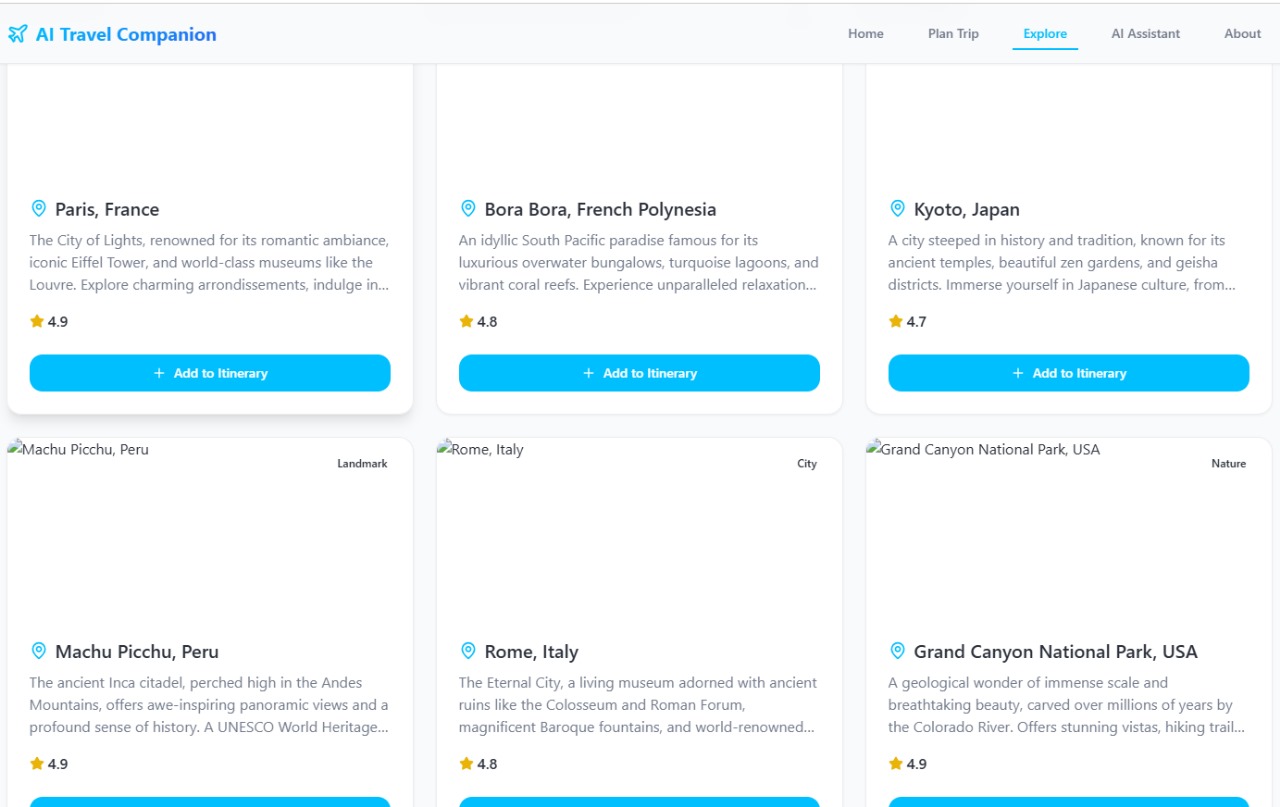 AI Travel Companion
Home
Plan Trip
Explore
AI Assistant
About
Paris, France
The City of Lights, renowned for its romantic ambiance,
iconic Eiffel Tower, and world-class museums like the
Louvre. Explore charming arrondissements, indulge in...
4.9
Add to Itinerary
Bora Bora, French Polynesia
An idyllic South Pacific paradise famous for its
luxurious overwater bungalows, turquoise lagoons, and
vibrant coral reefs. Experience unparalleled relaxation...
4.8
Add to Itinerary
Kyoto, Japan
A city steeped in history and tradition, known for its
ancient temples, beautiful zen gardens, and geisha
districts. Immerse yourself in Japanese culture, from...
4.7
Add to Itinerary
Machu Picchu, Peru
Landmark
Machu Picchu, Peru
The ancient Inca citadel, perched high in the Andes
Mountains, offers awe-inspiring panoramic views and a
profound sense of history. A UNESCO World Heritage...
4.9
Rome, Italy
City
Rome, Italy
The Eternal City, a living museum adorned with ancient
ruins like the Colosseum and Roman Forum,
magnificent Baroque fountains, and world-renowned...
4.8
Grand Canyon National Park, USA
Nature
Grand Canyon National Park, USA
A geological wonder of immense scale and
breathtaking beauty, carved over millions of years by
the Colorado River. Offers stunning vistas, hiking trail...
4.9